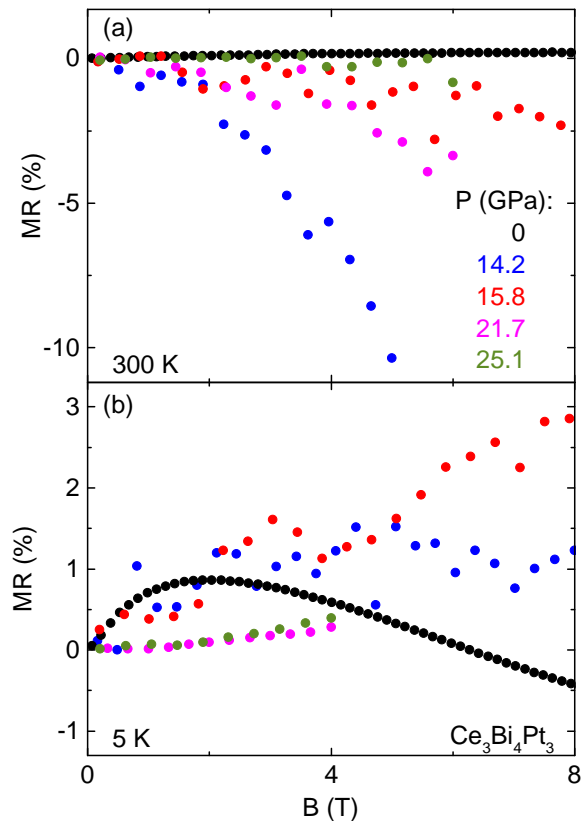 (a)
0
-5
-10
MR (%)
P (GPa):
0
14.2
15.8
21.7
25.1
300 K
(b)
3
2
1
0
-1
MR (%)
5 K
Ce₃Bi₄Pt₃
0 4 8
B (T)